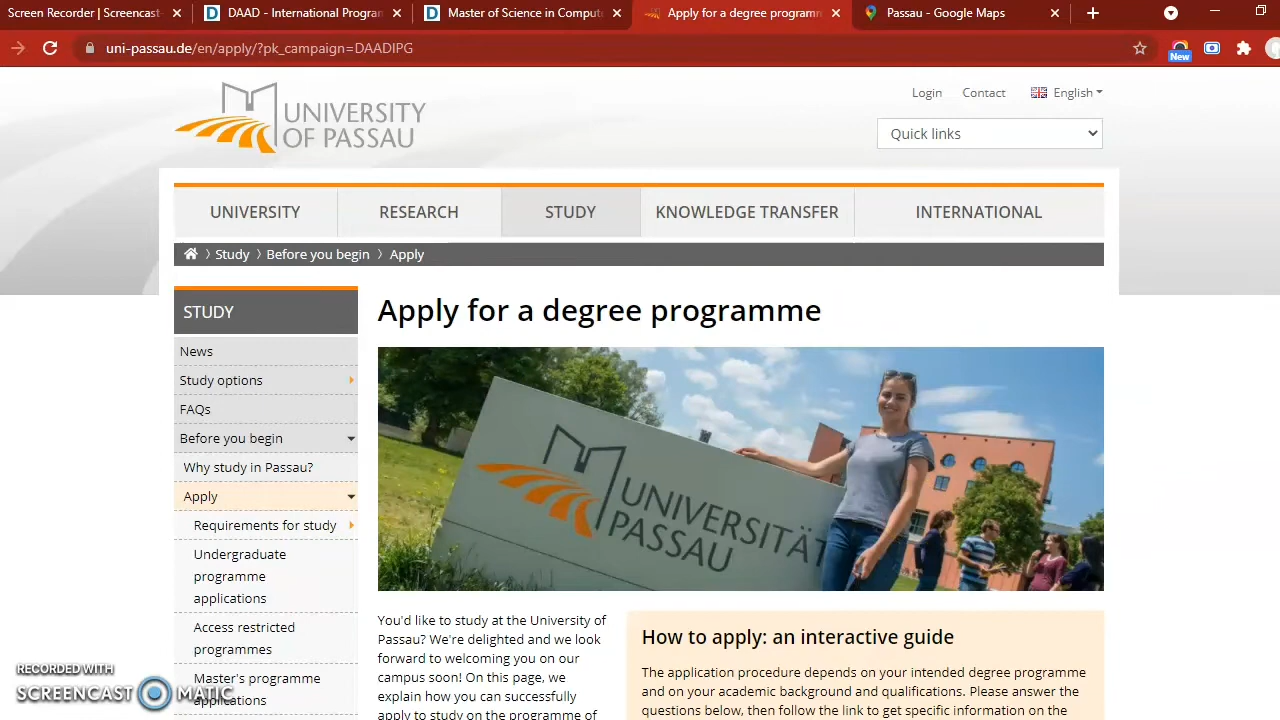 Screen Recorder | Screencast-
DAAD - International Program
Master of Science in Compute
Apply for a degree programm
Passau - Google Maps
uni-passau.de/en/apply/?pk_campaign=DAADIPG
New
UNIVERSITY
OF PASSAU
Login
Contact
English
Quick links
UNIVERSITY
RESEARCH
STUDY
KNOWLEDGE TRANSFER
INTERNATIONAL
Study
Before you begin
Apply
STUDY
News
Study options
FAQs
Before you begin
Why study in Passau?
Apply
Requirements for study
Undergraduate
programme
applications
Access restricted
programmes
Master's programme
applications
Apply for a degree programme
UNIVERSITÄT
PASSAU
You'd like to study at the University of
Passau? We're delighted and we look
forward to welcoming you on our
campus soon! On this page, we
explain how you can successfully
apply to study on the programme of
How to apply: an interactive guide
The application procedure depends on your intended degree programme
and on your academic background and qualifications. Please answer the
questions below, then follow the link to get specific information on the
RECORDED WITH
SCREENCAST MATIC